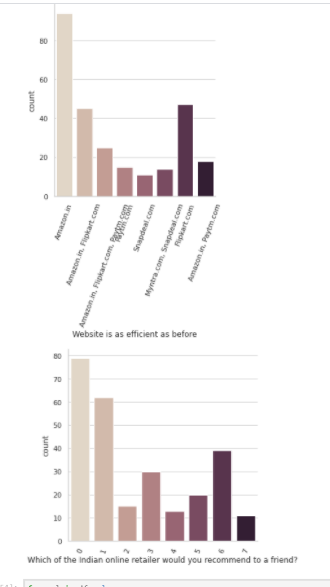 80
60
40
20
0
count
Amazon.in
Amazon.in, Flipkart.com
Amazon.in, Flipkart.com, Paytm.com
Paytm.com
Snapdeal.com
Myntra.com, Snapdeal.com
Flipkart.com
Amazon.in, Paytm.com
Website is as efficient as before
80
70
60
50
40
30
20
10
0
count
0 1 2 3 4 5 6 7
Which of the Indian online retailer would you recommend to a friend?